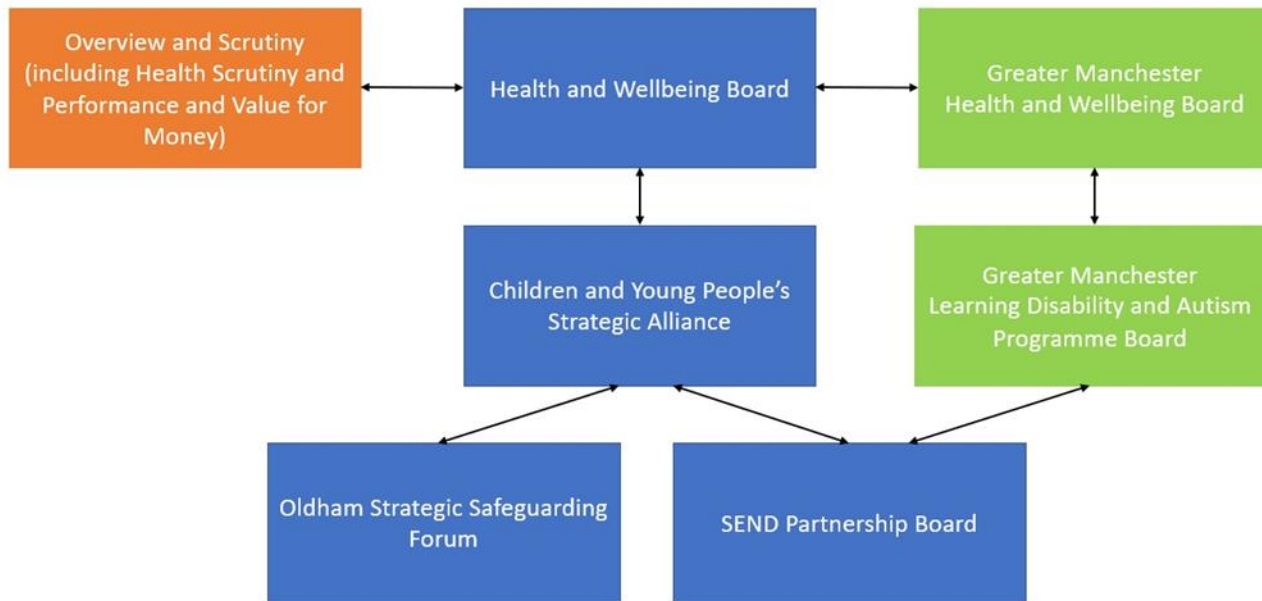 Overview and Scrutiny
(including Health Scrutiny and
Performance and Value for
Money)
Health and Wellbeing Board
Greater Manchester
Health and Wellbeing Board
Children and Young People’s
Strategic Alliance
Greater Manchester
Learning Disability and Autism
Programme Board
Oldham Strategic Safeguarding
Forum
SEND Partnership Board